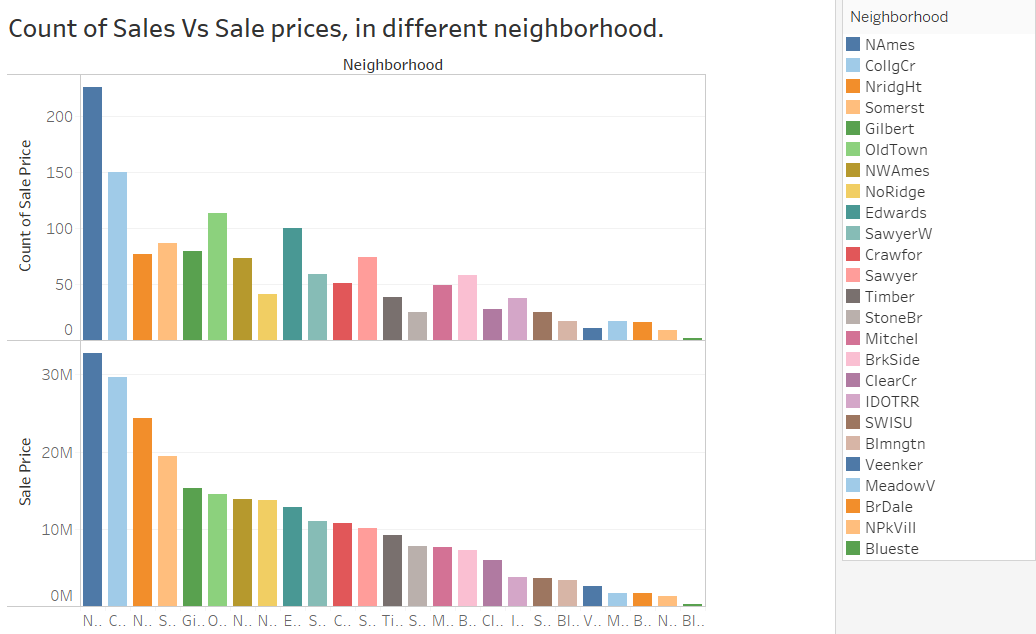 Count of Sales Vs Sale prices, in different neighborhood.
Neighborhood
Count of Sale Price
200
150
100
50
0
Sale Price
30M
20M
10M
0M
N.. C.. N.. S.. Gi.. O.. N.. N.. E.. S.. C.. S.. Ti.. S.. M.. B.. Cl.. I.. S.. Bl.. V.. M.. B.. N.. Bl..
Neighborhood
NAmes
CollgCr
NridgHt
Somerst
Gilbert
OldTown
NWAmes
NoRidge
Edwards
SawyerW
Crawfor
Sawyer
Timber
StoneBr
Mitchel
BrkSide
ClearCr
IDOTRR
SWISU
Blmngtn
Veenker
MeadowV
BrDale
NPkVill
Blueste